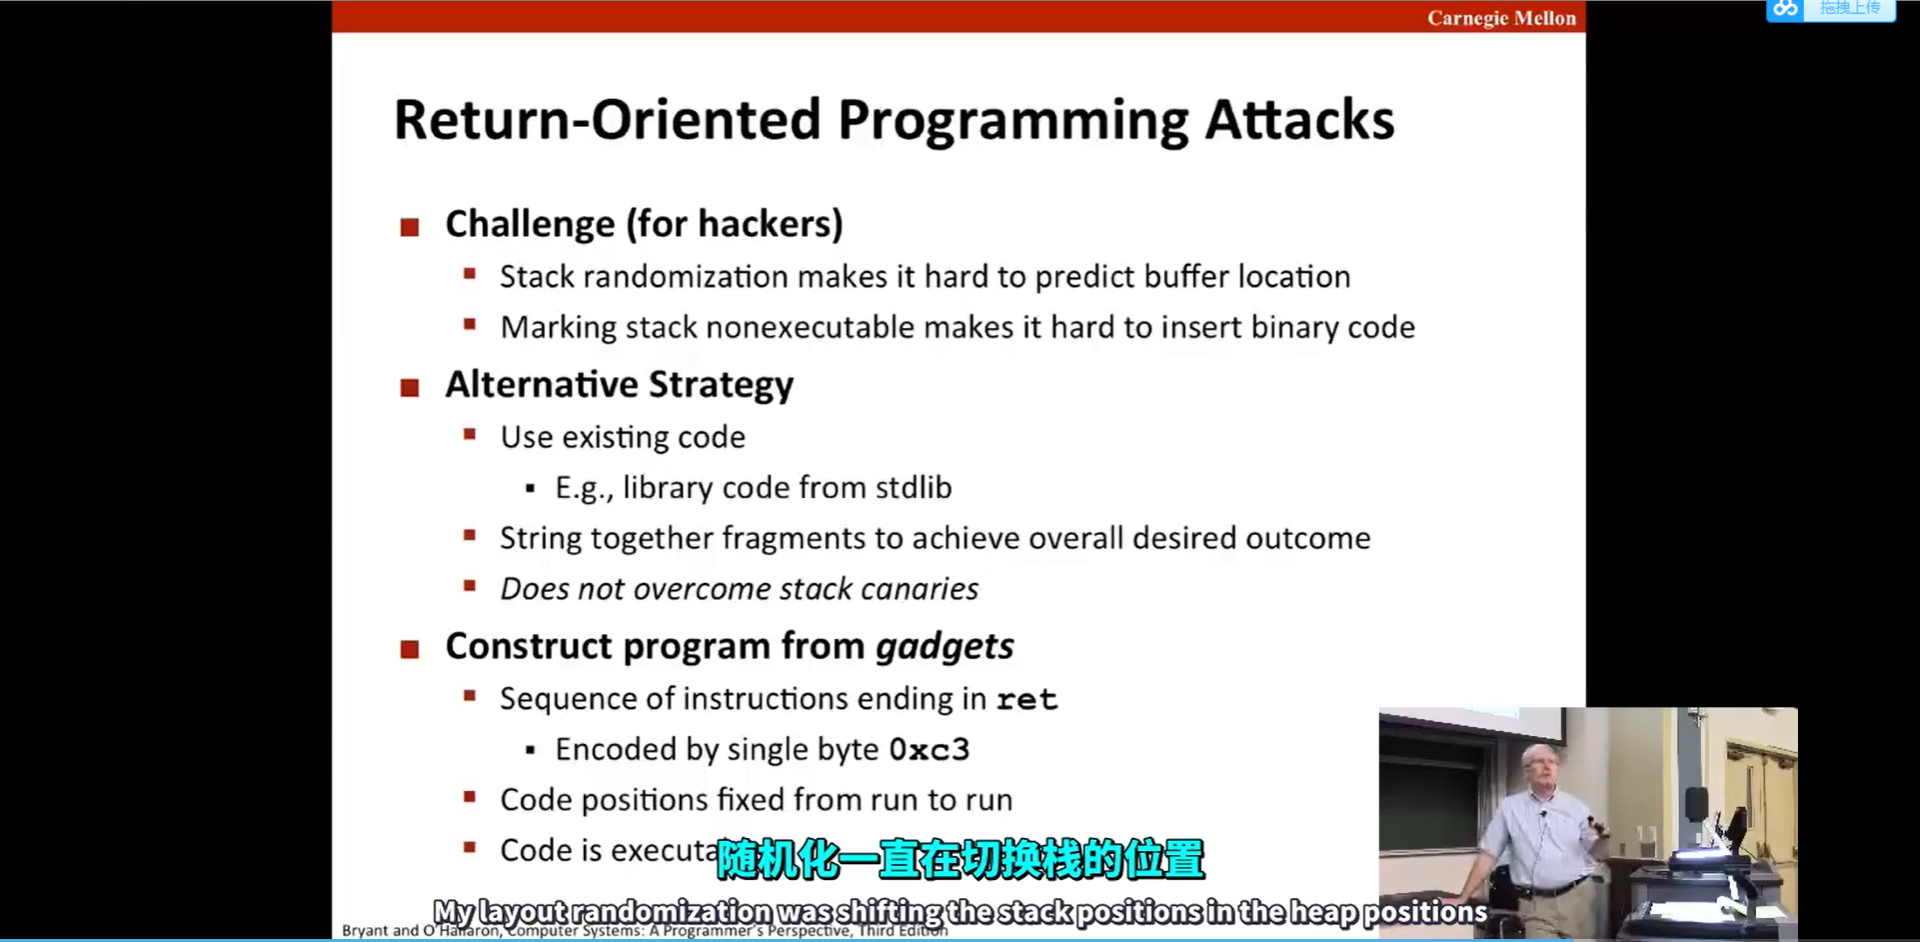 Carnegie Mellon
拖拽上传
Return-Oriented Programming Attacks
■ Challenge (for hackers)
▪ Stack randomization makes it hard to predict buffer location
▪ Marking stack nonexecutable makes it hard to insert binary code
■ Alternative Strategy
▪ Use existing code
▪ E.g., library code from stdlib
▪ String together fragments to achieve overall desired outcome
▪ Does not overcome stack canaries
■ Construct program from gadgets
▪ Sequence of instructions ending in ret
▪ Encoded by single byte 0xc3
▪ Code positions fixed from run to run
▪ Code is executa
随机化一直在切换栈的位置
My layout randomization was shifting the stack positions in the heap positions
Bryant and O'Hallaron, Computer Systems: A Programmer's Perspective, Third Edition